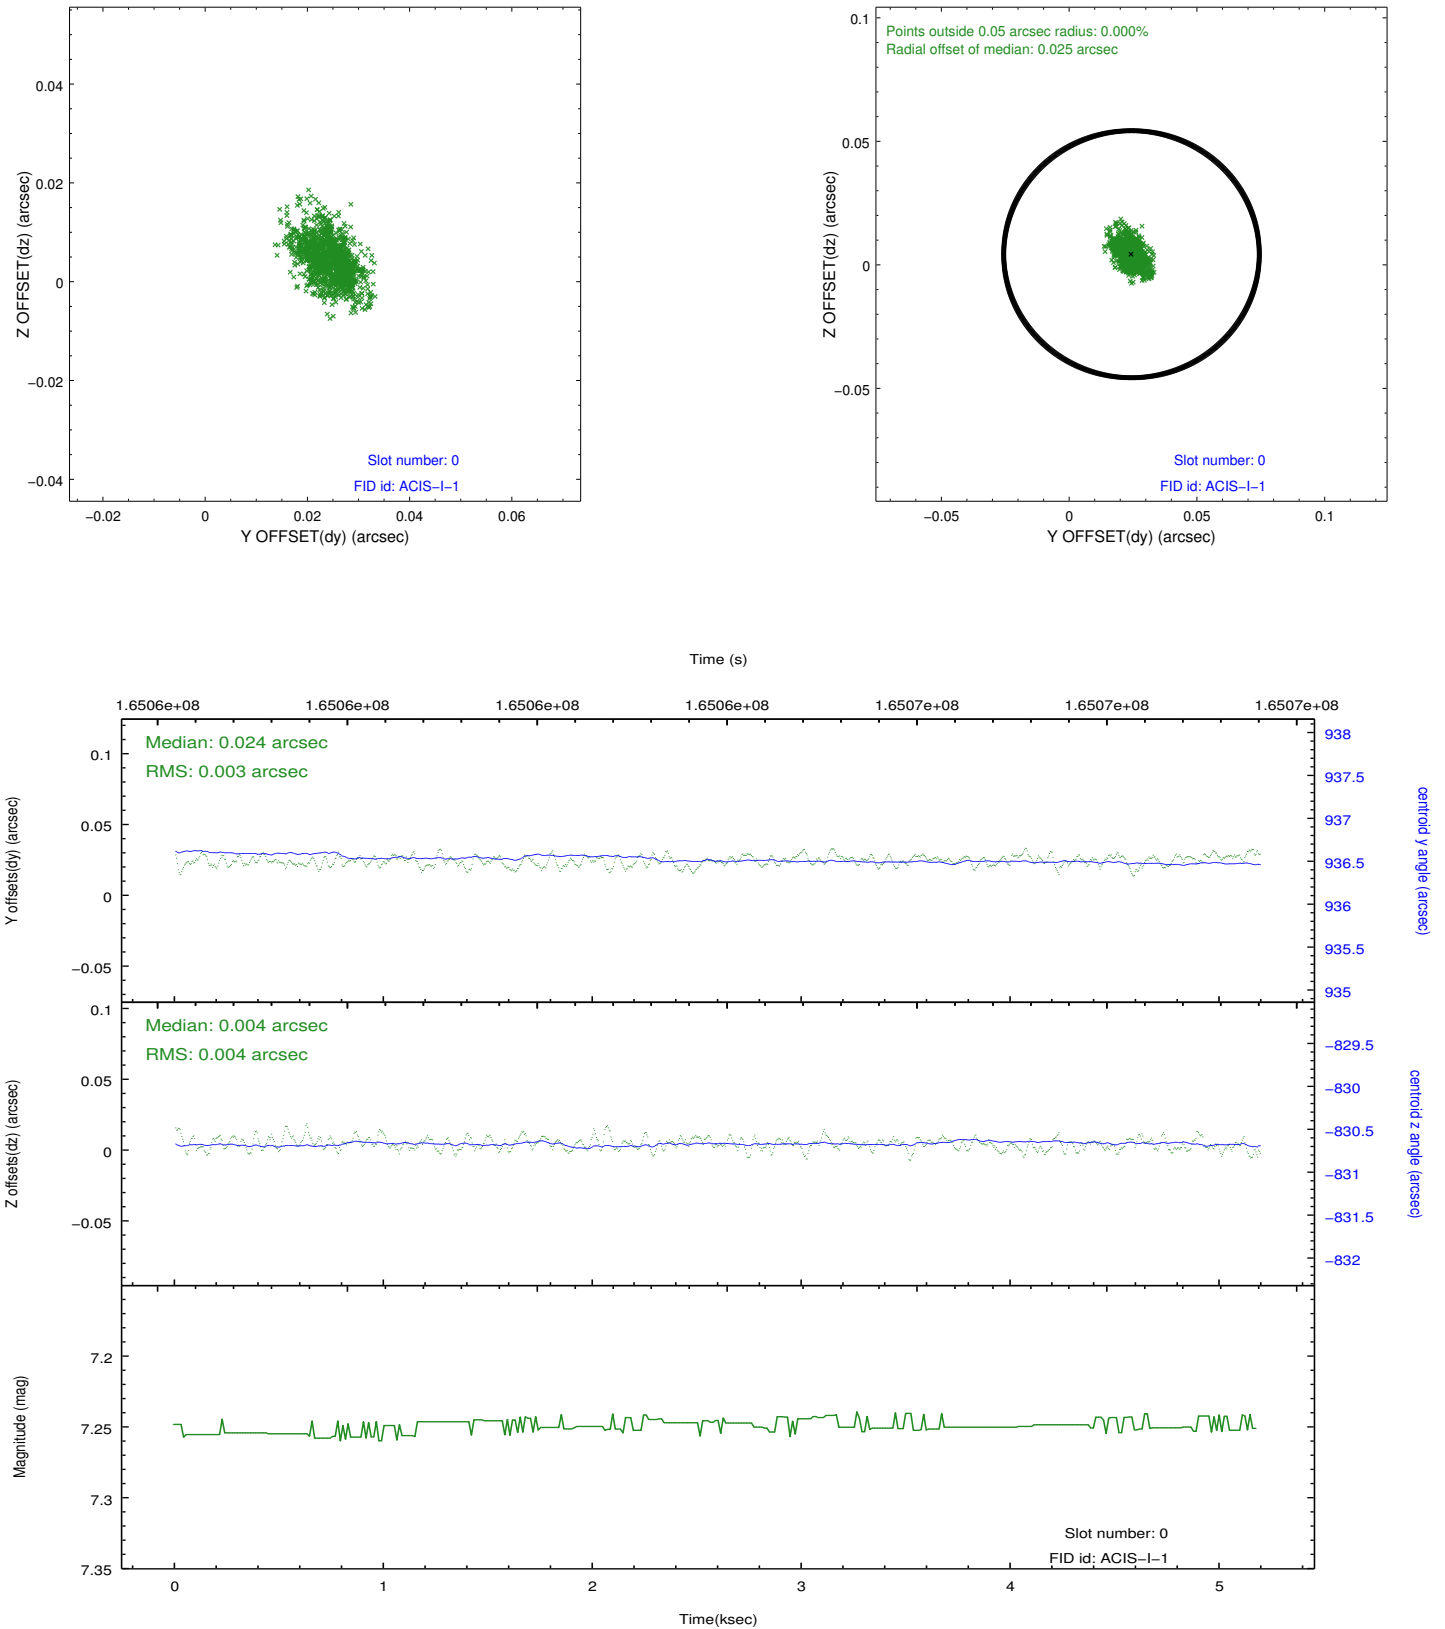 0.04
0.02
0
−0.02
−0.04
Z OFFSET(dz) (arcsec)
Slot number: 0
FID id: ACIS−I−1
−0.02 0 0.02 0.04 0.06
Y OFFSET(dy) (arcsec)
Points outside 0.05 arcsec radius: 0.000%
Radial offset of median: 0.025 arcsec
0.1
0.05
0
−0.05
Z OFFSET(dz) (arcsec)
Slot number: 0
FID id: ACIS−I−1
−0.05 0 0.05 0.1
Y OFFSET(dy) (arcsec)
Time (s)
1.6506e+08 1.6506e+08 1.6506e+08 1.6506e+08 1.6507e+08 1.6507e+08 1.6507e+08
Median: 0.024 arcsec
RMS: 0.003 arcsec
0.1
0.05
0
−0.05
Y offsets(dy) (arcsec)
938
937.5
937
936.5
936
935.5
935
centroid y angle (arcsec)
Median: 0.004 arcsec
RMS: 0.004 arcsec
0.1
0.05
0
−0.05
Z offsets(dz) (arcsec)
−829.5
−830
−830.5
−831
−831.5
−832
centroid z angle (arcsec)
7.2
7.25
7.3
7.35
Magnitude (mag)
Slot number: 0
FID id: ACIS−I−1
0 1 2 3 4 5
Time(ksec)